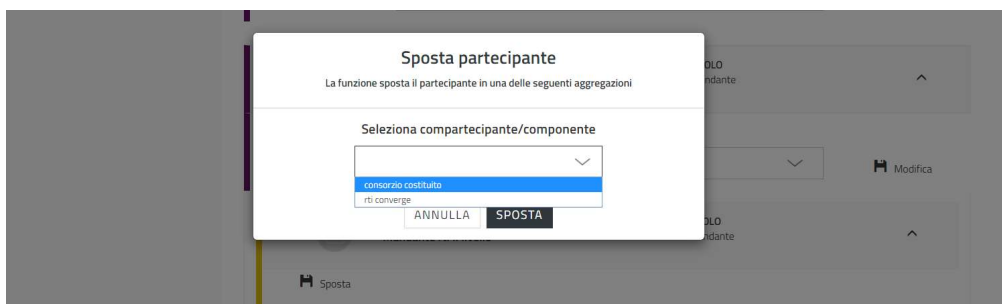 Sposta partecipante
La funzione sposta il partecipante in una delle seguenti aggregazioni
OLO
ndante
Seleziona compartecipante/componente
Modifica
consorzio costituito
rti converge
ANNULLA SPOSTA
OLO
ndante
Sposta